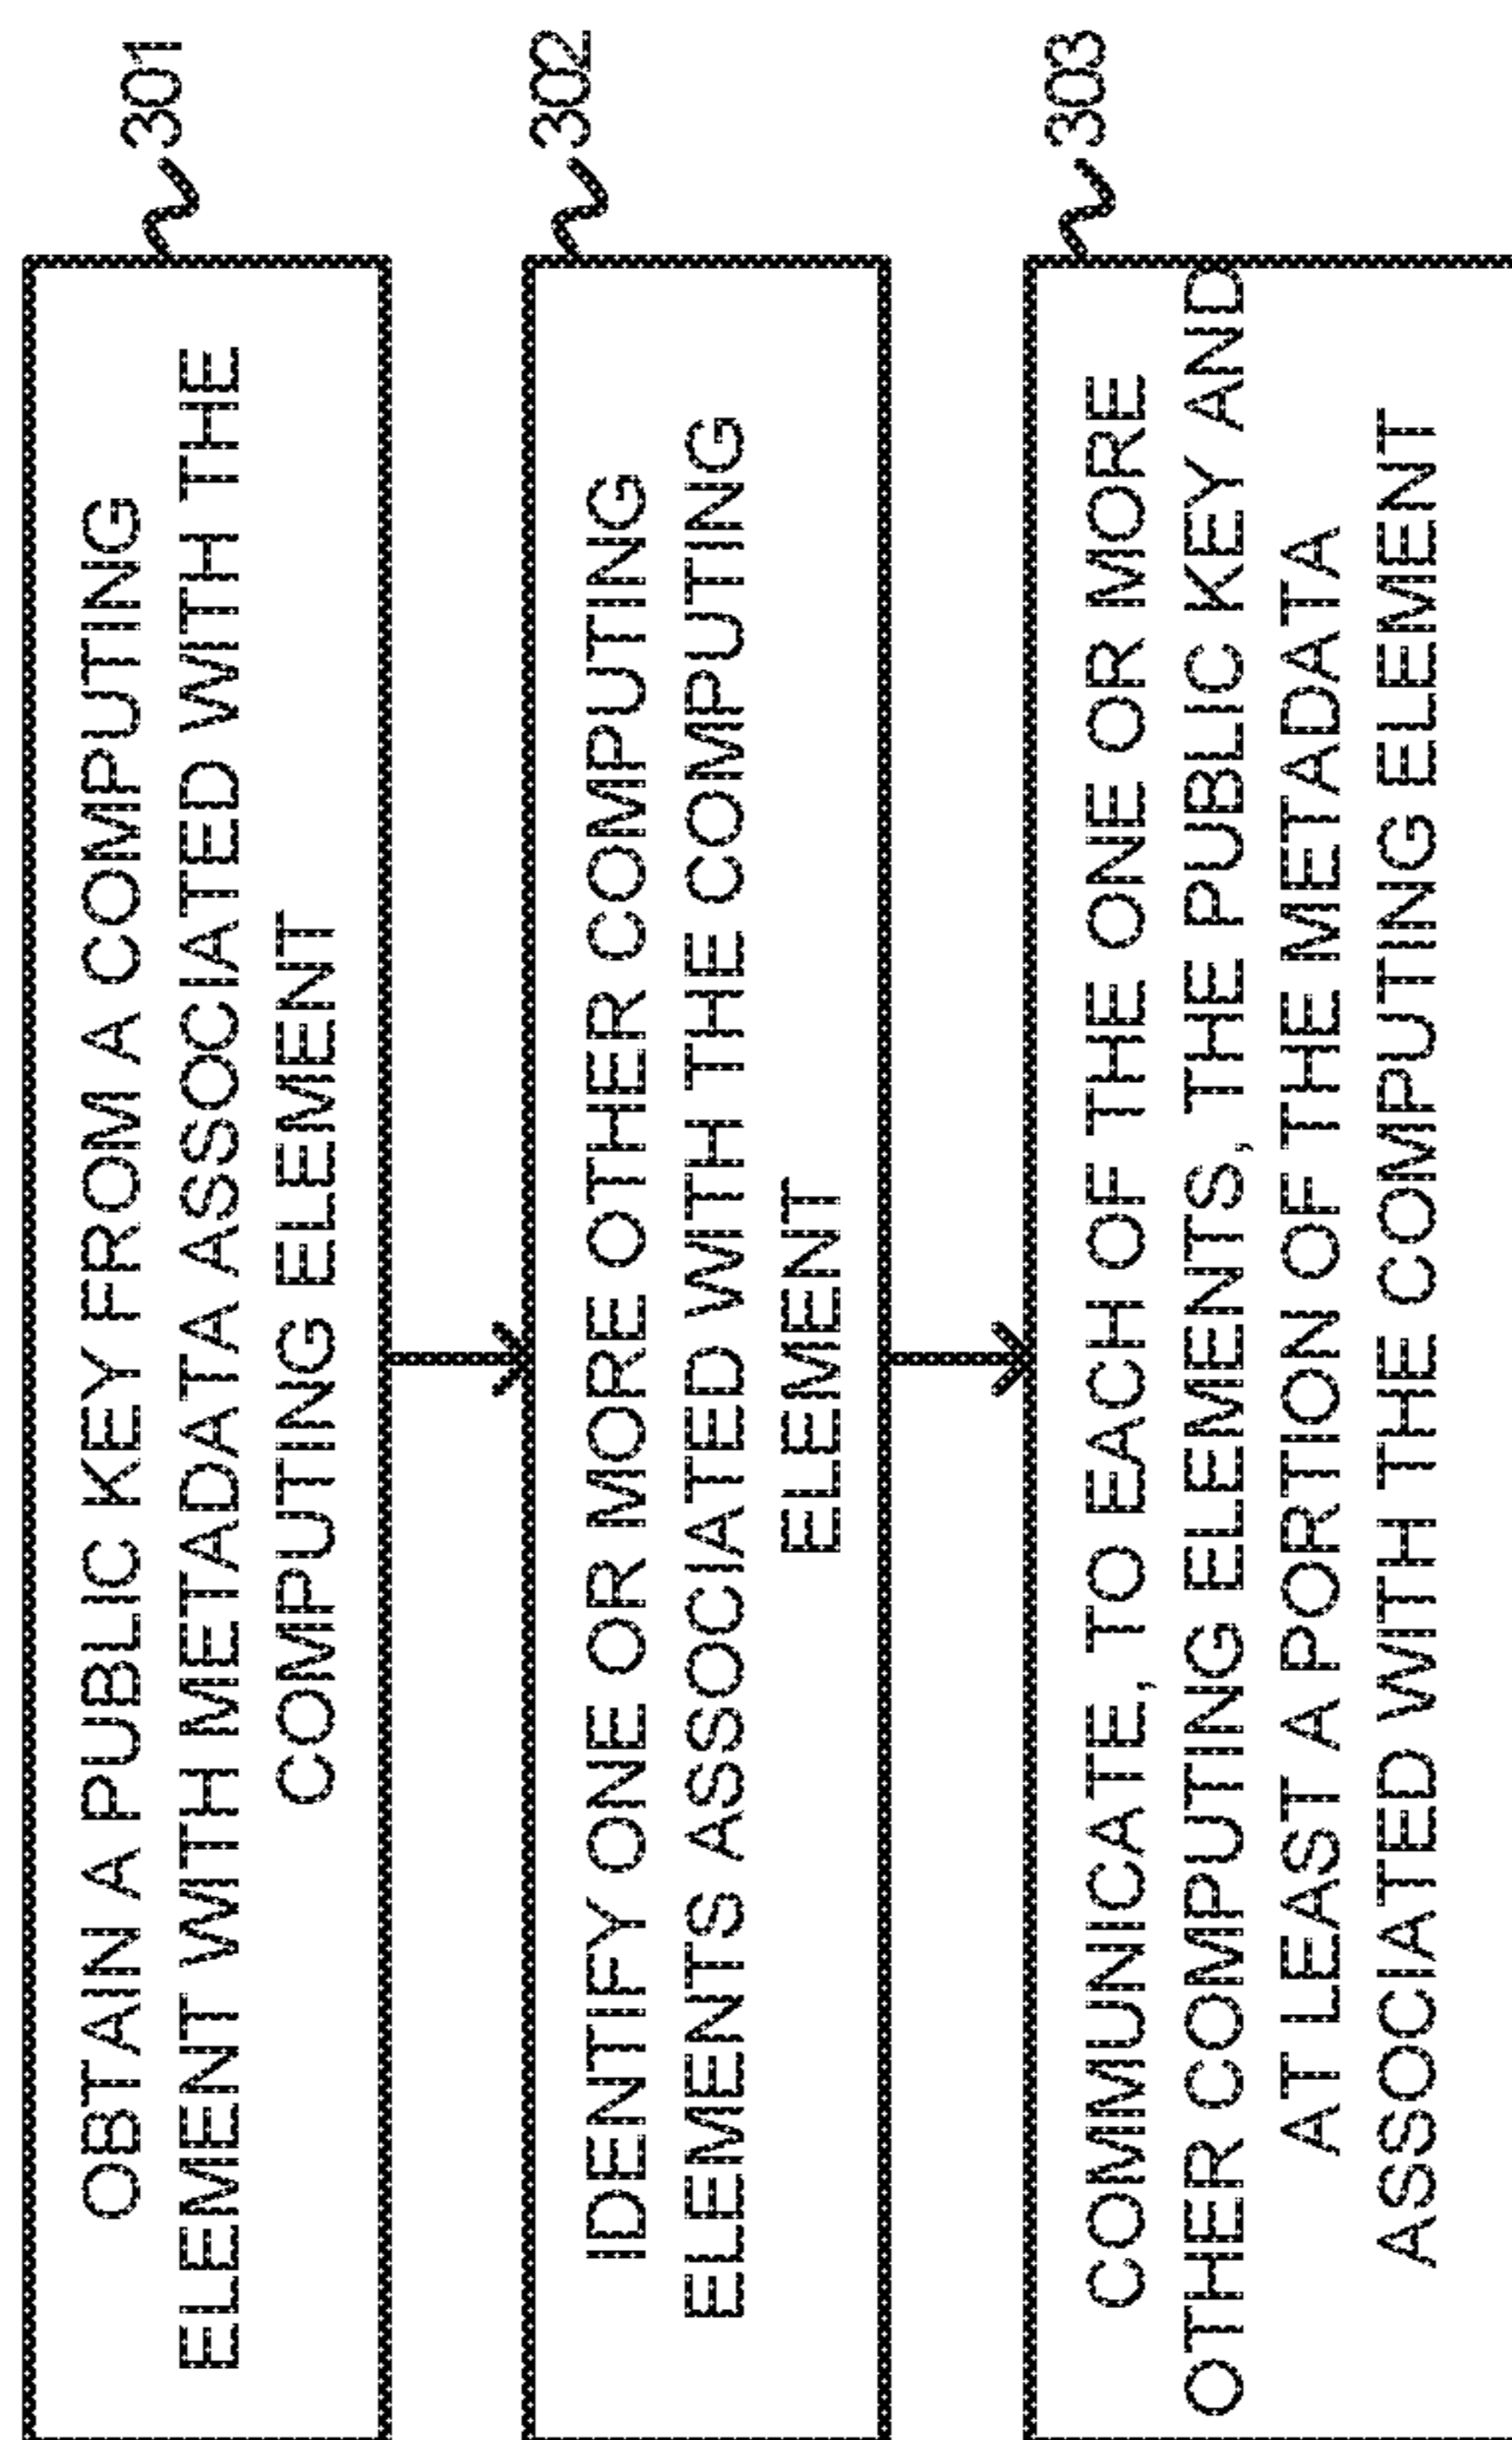 OBTAIN A PUBLIC KEY FROM A COMPUTING
ELEMENT WITH METADATA ASSOCIATED WITH THE
COMPUTING ELEMENT
301
IDENTIFY ONE OR MORE OTHER COMPUTING
ELEMENTS ASSOCIATED WITH THE COMPUTING
ELEMENT
302
COMMUNICATE, TO EACH OF THE ONE OR MORE
OTHER COMPUTING ELEMENTS, THE PUBLIC KEY AND
AT LEAST A PORTION OF THE METADATA
ASSOCIATED WITH THE COMPUTING ELEMENT
303